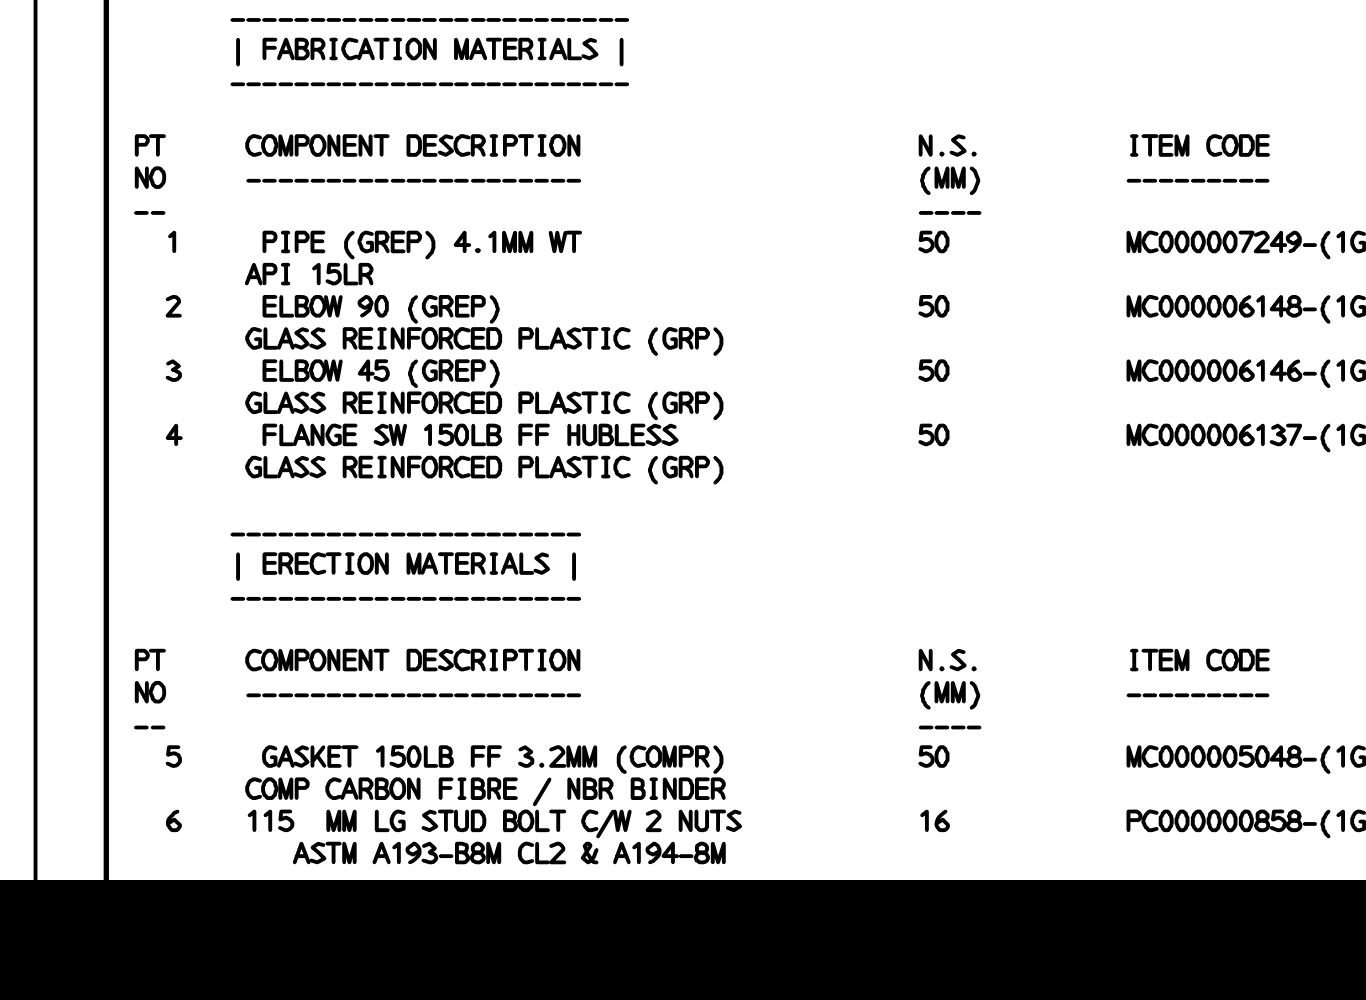 ------------------------
| FABRICATION MATERIALS |
-------------------------
PT COMPONENT DESCRIPTION N.S. ITEM CODE
NO --------------------- (MM) ---------
-- ----
1 PIPE (GREP) 4.1MM WT 50 MC000007249-(1G
API 15LR
2 ELBOW 90 (GREP) 50 MC000006148-(1G
GLASS REINFORCED PLASTIC (GRP)
3 ELBOW 45 (GREP) 50 MC000006146-(1G
GLASS REINFORCED PLASTIC (GRP)
4 FLANGE SW 150LB FF HUBLESS 50 MC000006137-(1G
GLASS REINFORCED PLASTIC (GRP)
----------------------
| ERECTION MATERIALS |
----------------------
PT COMPONENT DESCRIPTION N.S. ITEM CODE
NO --------------------- (MM) ---------
-- ----
5 GASKET 150LB FF 3.2MM (COMPR) 50 MC000005048-(1G
COMP CARBON FIBRE / NBR BINDER
6 115 MM LG STUD BOLT C/W 2 NUTS 16 PC000000858-(1G
ASTM A193-B8M CL2 & A194-8M